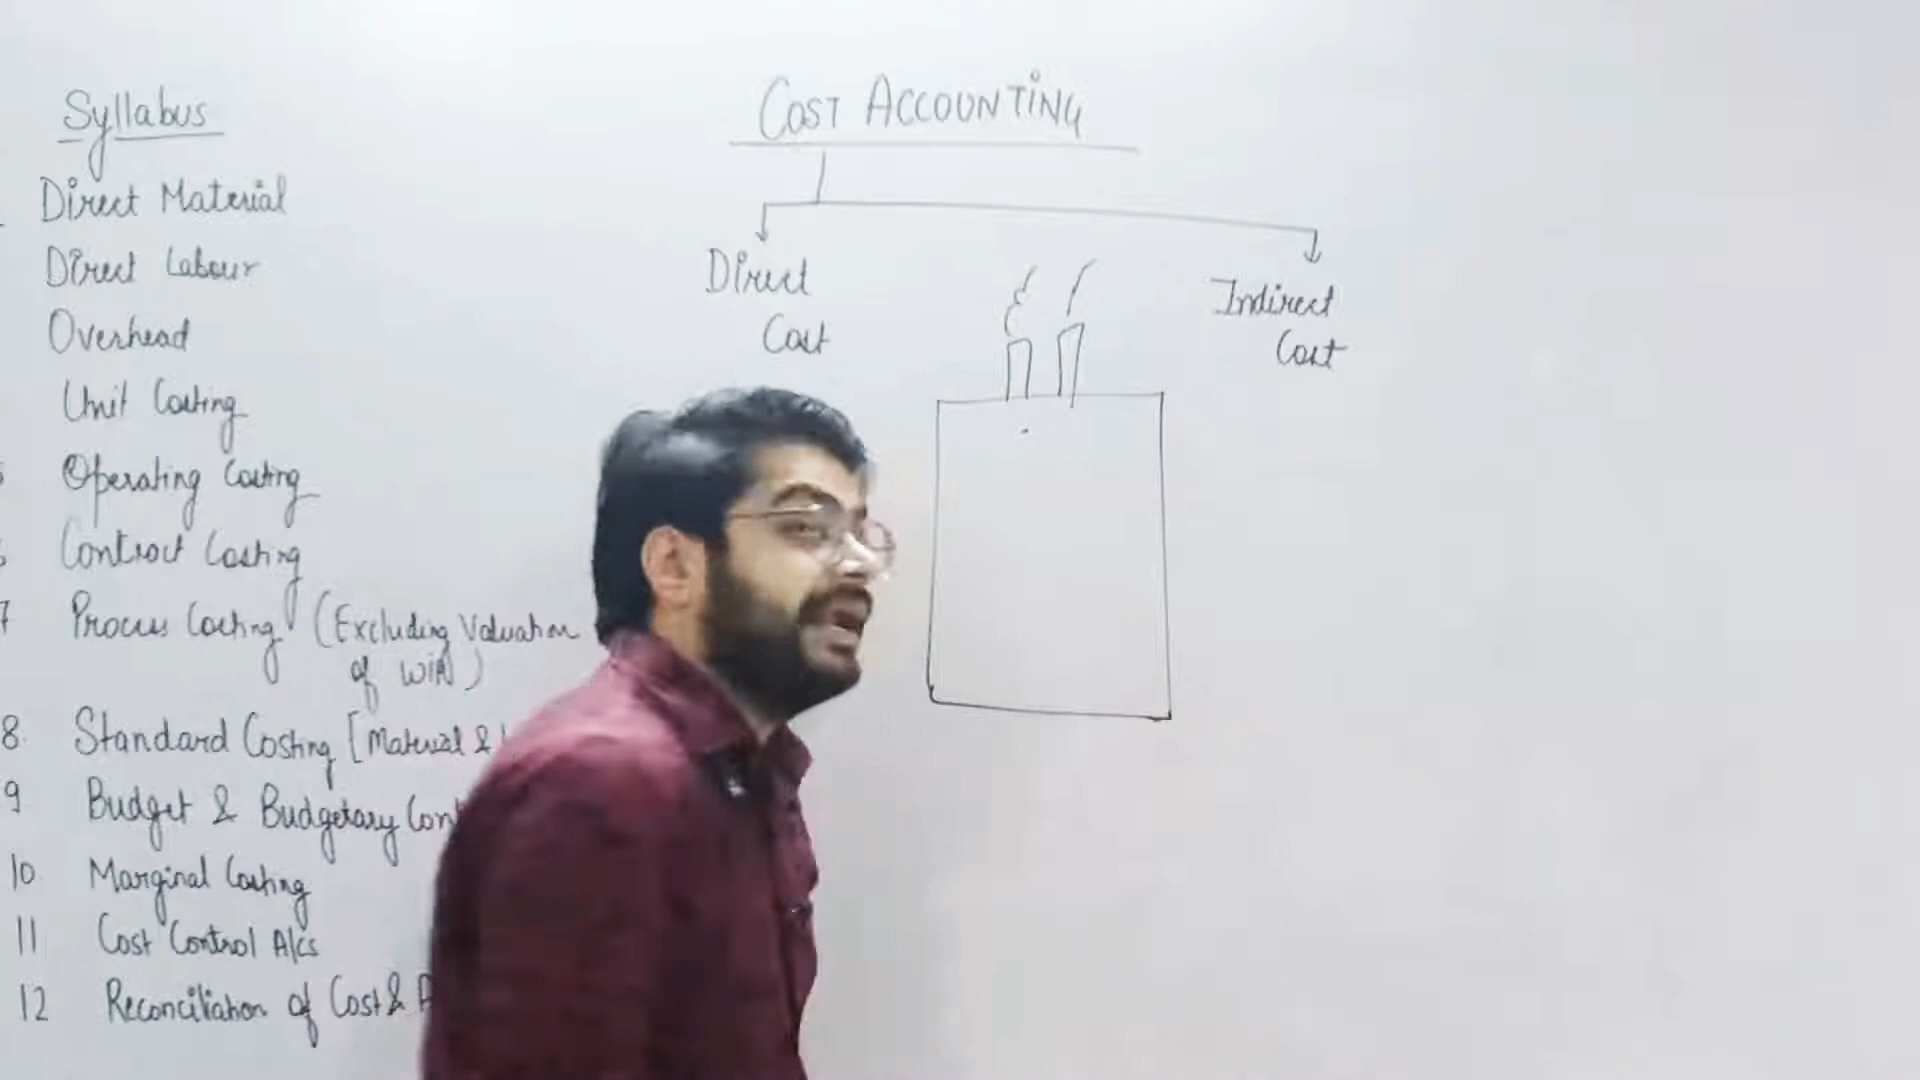 Syllabus
Direct Material
Direct Labour
Overhead
Unit Costing
Operating Costing
Contract Costing
7 Process Costing (Excluding Valuation
of WIP)
8. Standard Costing [Material &
9 Budget & Budgetary Cont
10. Marginal Costing
11 Cost Control A/cs
12 Reconciliation of Cost &
COST ACCOUNTING
Direct
Cost
Indirect
Cost